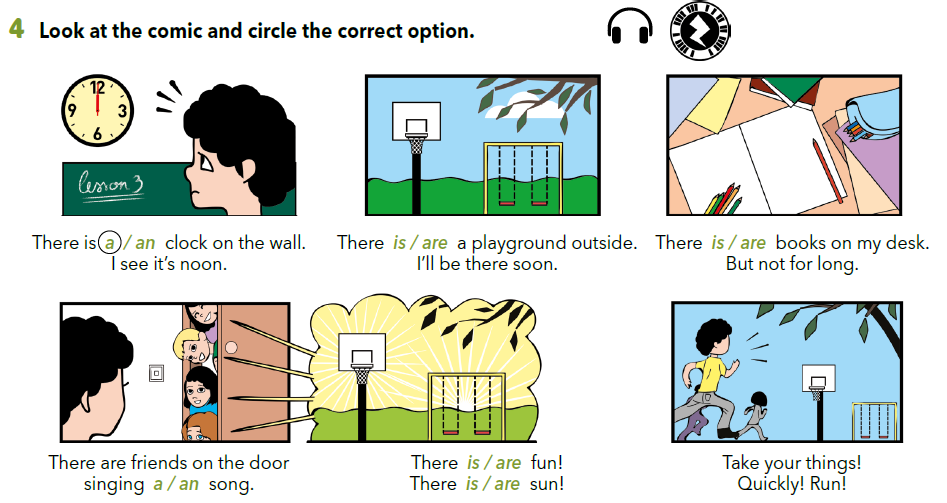 4 Look at the comic and circle the correct option.
12
9 3
6
lesson 3
There is a / an clock on the wall.
I see it's noon.
There is / are a playground outside.
I'll be there soon.
There is / are books on my desk.
But not for long.
There are friends on the door
singing a / an song.
There is / are fun!
There is / are sun!
Take your things!
Quickly! Run!